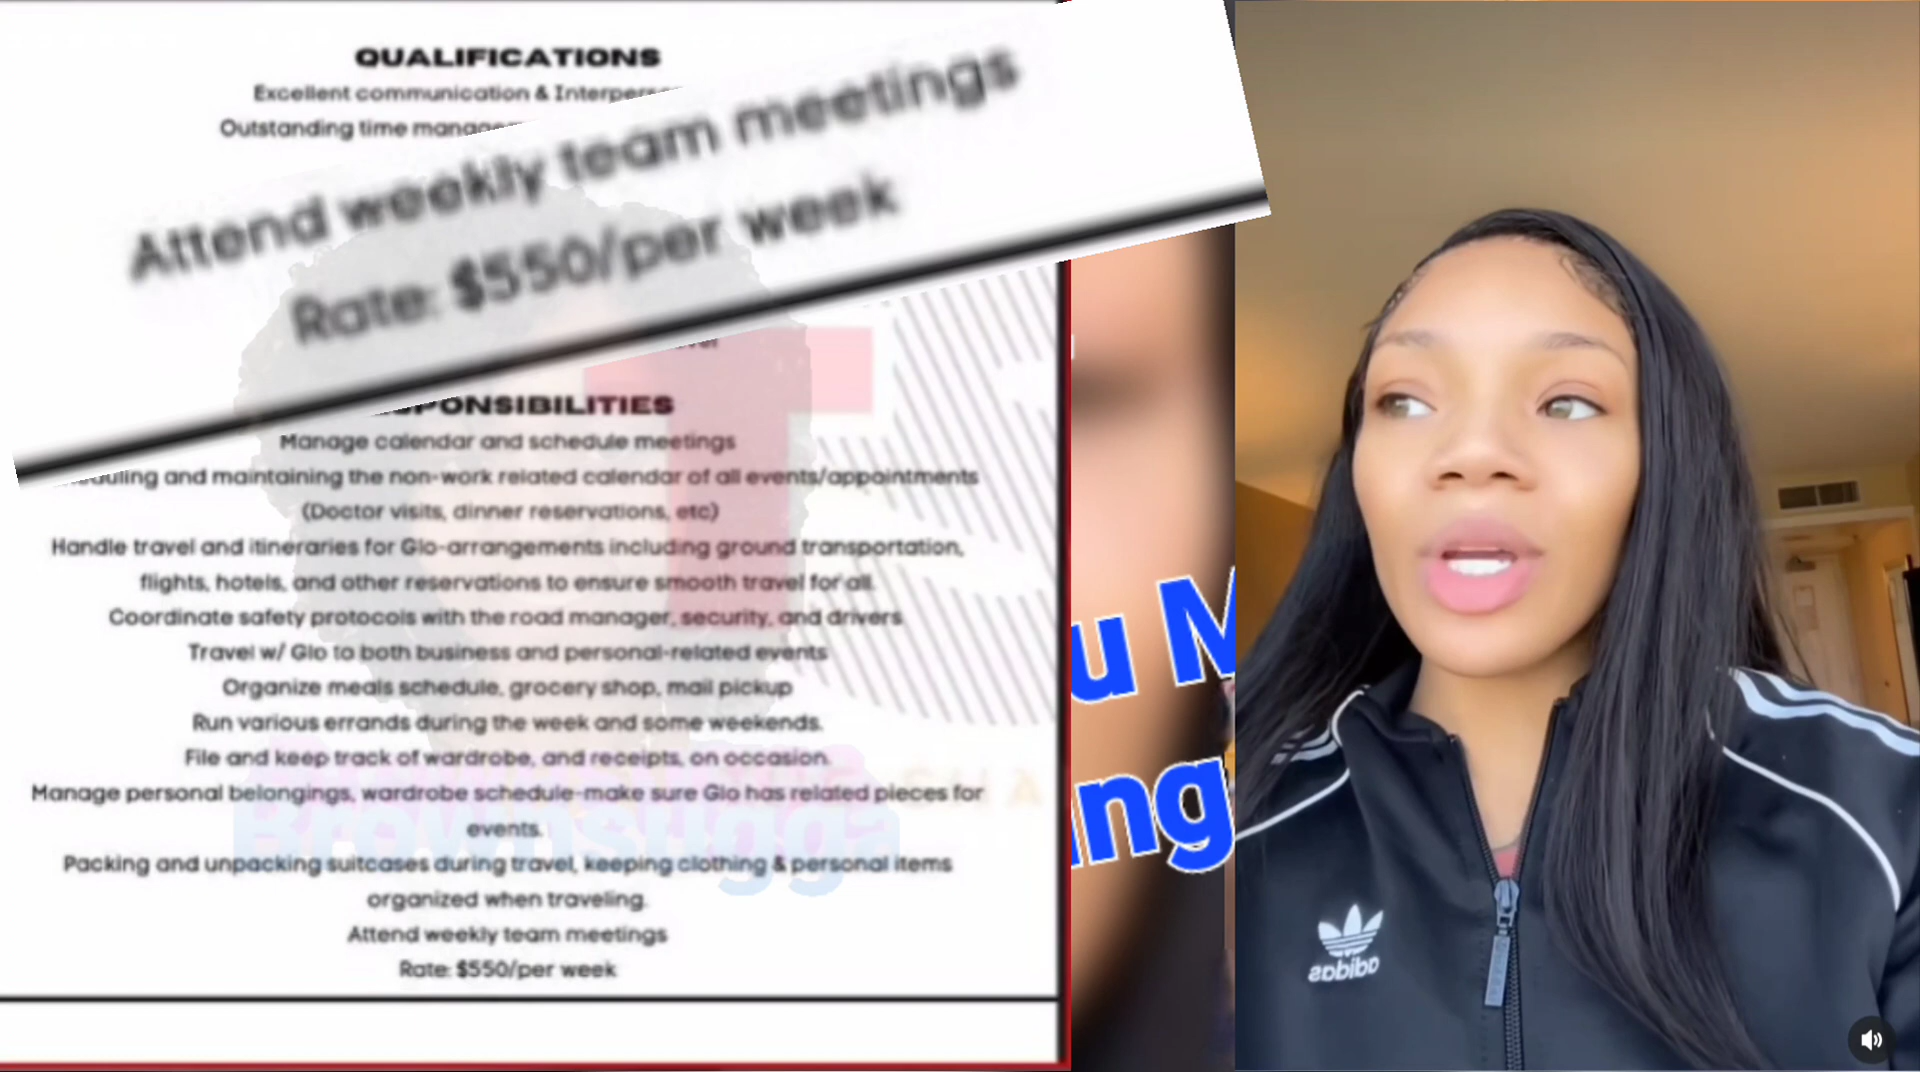 QUALIFICATIONS
Excellent communication &
Outstanding time
Attend weekly team meetings
Rate: $550/per week
RESPONSIBILITIES
Manage calendar and schedule meetings
and maintaining the non-work related calendar of all events/appointments
(Doctor visits, dinner reservations, etc)
Handle travel and itineraries for Glo-arrangements including ground transportation,
flights, hotels, and other reservations to ensure smooth travel for all.
Coordinate safety protocols with the road manager, security, and drivers
Travel w/ Glo to both business and personal-related events
Organize meals schedule, grocery shop, mail pickup
Run various errands during the week and some weekends.
File and keep track of wardrobe, and receipts, on occasion.
Manage personal belongings, wardrobe schedule-make sure Glo has related pieces for
events.
Packing and unpacking suitcases during travel, keeping clothing & personal items
organized when traveling.
Attend weekly team meetings
Rate: $550/per week
Brownsugga
u M
ing
adidas